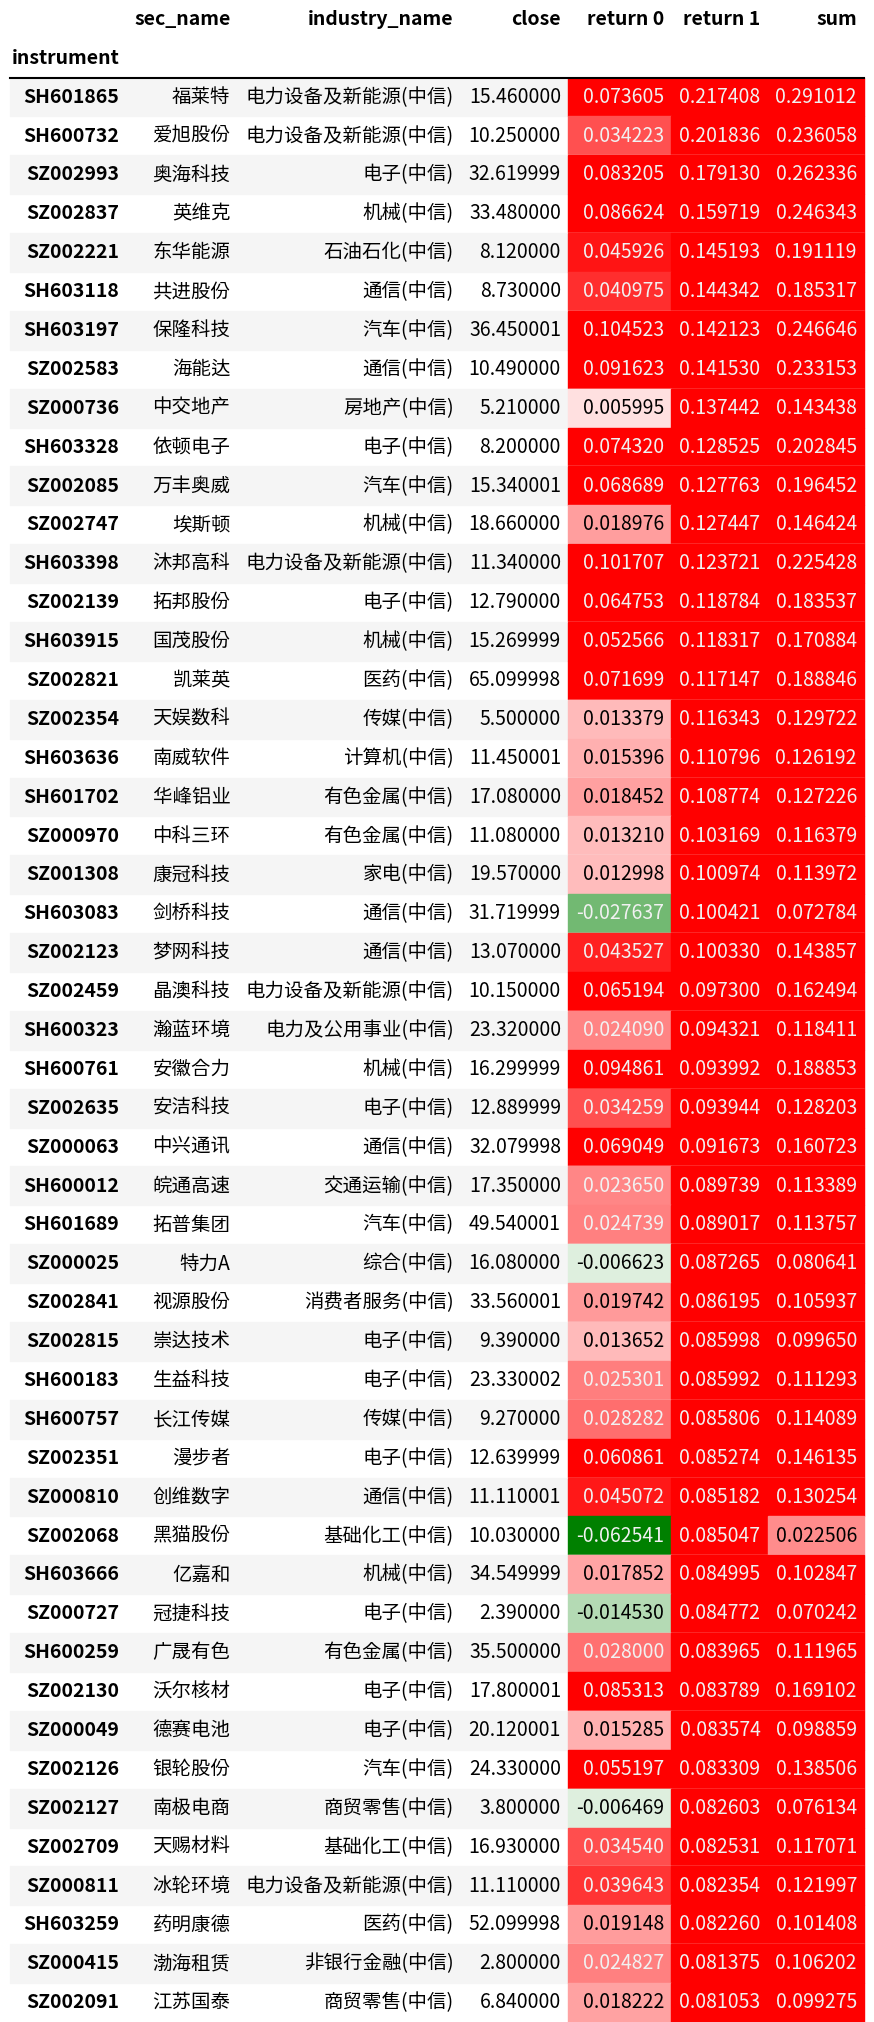 sec_name industry_name close return 0 return 1 sum
instrument
SH601865 福莱特 电力设备及新能源(中信) 15.460000 0.073605 0.217408 0.291012
SH600732 爱旭股份 电力设备及新能源(中信) 10.250000 0.034223 0.201836 0.236058
SZ002993 奥海科技 电子(中信) 32.619999 0.083205 0.179130 0.262336
SZ002837 英维克 机械(中信) 33.480000 0.086624 0.159719 0.246343
SZ002221 东华能源 石油石化(中信) 8.120000 0.045926 0.145193 0.191119
SH603118 共进股份 通信(中信) 8.730000 0.040975 0.144342 0.185317
SH603197 保隆科技 汽车(中信) 36.450001 0.104523 0.142123 0.246646
SZ002583 海能达 通信(中信) 10.490000 0.091623 0.141530 0.233153
SZ000736 中交地产 房地产(中信) 5.210000 0.005995 0.137442 0.143438
SH603328 依顿电子 电子(中信) 8.200000 0.074320 0.128525 0.202845
SZ002085 万丰奥威 汽车(中信) 15.340001 0.068689 0.127763 0.196452
SZ002747 埃斯顿 机械(中信) 18.660000 0.018976 0.127447 0.146424
SH603398 沐邦高科 电力设备及新能源(中信) 11.340000 0.101707 0.123721 0.225428
SZ002139 拓邦股份 电子(中信) 12.790000 0.064753 0.118784 0.183537
SH603915 国茂股份 机械(中信) 15.269999 0.052566 0.118317 0.170884
SZ002821 凯莱英 医药(中信) 65.099998 0.071699 0.117147 0.188846
SZ002354 天娱数科 传媒(中信) 5.500000 0.013379 0.116343 0.129722
SH603636 南威软件 计算机(中信) 11.450001 0.015396 0.110796 0.126192
SH601702 华峰铝业 有色金属(中信) 17.080000 0.018452 0.108774 0.127226
SZ000970 中科三环 有色金属(中信) 11.080000 0.013210 0.103169 0.116379
SZ001308 康冠科技 家电(中信) 19.570000 0.012998 0.100974 0.113972
SH603083 剑桥科技 通信(中信) 31.719999 -0.027637 0.100421 0.072784
SZ002123 梦网科技 通信(中信) 13.070000 0.043527 0.100330 0.143857
SZ002459 晶澳科技 电力设备及新能源(中信) 10.150000 0.065194 0.097300 0.162494
SH600323 瀚蓝环境 电力及公用事业(中信) 23.320000 0.024090 0.094321 0.118411
SH600761 安徽合力 机械(中信) 16.299999 0.094861 0.093992 0.188853
SZ002635 安洁科技 电子(中信) 12.889999 0.034259 0.093944 0.128203
SZ000063 中兴通讯 通信(中信) 32.079998 0.069049 0.091673 0.160723
SH600012 皖通高速 交通运输(中信) 17.350000 0.023650 0.089739 0.113389
SH601689 拓普集团 汽车(中信) 49.540001 0.024739 0.089017 0.113757
SZ000025 特力A 综合(中信) 16.080000 -0.006623 0.087265 0.080641
SZ002841 视源股份 消费者服务(中信) 33.560001 0.019742 0.086195 0.105937
SZ002815 崇达技术 电子(中信) 9.390000 0.013652 0.085998 0.099650
SH600183 生益科技 电子(中信) 23.330002 0.025301 0.085992 0.111293
SH600757 长江传媒 传媒(中信) 9.270000 0.028282 0.085806 0.114089
SZ002351 漫步者 电子(中信) 12.639999 0.060861 0.085274 0.146135
SZ000810 创维数字 通信(中信) 11.110001 0.045072 0.085182 0.130254
SZ002068 黑猫股份 基础化工(中信) 10.030000 -0.062541 0.085047 0.022506
SH603666 亿嘉和 机械(中信) 34.549999 0.017852 0.084995 0.102847
SZ000727 冠捷科技 电子(中信) 2.390000 -0.014530 0.084772 0.070242
SH600259 广晟有色 有色金属(中信) 35.500000 0.028000 0.083965 0.111965
SZ002130 沃尔核材 电子(中信) 17.800001 0.085313 0.083789 0.169102
SZ000049 德赛电池 电子(中信) 20.120001 0.015285 0.083574 0.098859
SZ002126 银轮股份 汽车(中信) 24.330000 0.055197 0.083309 0.138506
SZ002127 南极电商 商贸零售(中信) 3.800000 -0.006469 0.082603 0.076134
SZ002709 天赐材料 基础化工(中信) 16.930000 0.034540 0.082531 0.117071
SZ000811 冰轮环境 电力设备及新能源(中信) 11.110000 0.039643 0.082354 0.121997
SH603259 药明康德 医药(中信) 52.099998 0.019148 0.082260 0.101408
SZ000415 渤海租赁 非银行金融(中信) 2.800000 0.024827 0.081375 0.106202
SZ002091 江苏国泰 商贸零售(中信) 6.840000 0.018222 0.081053 0.099275